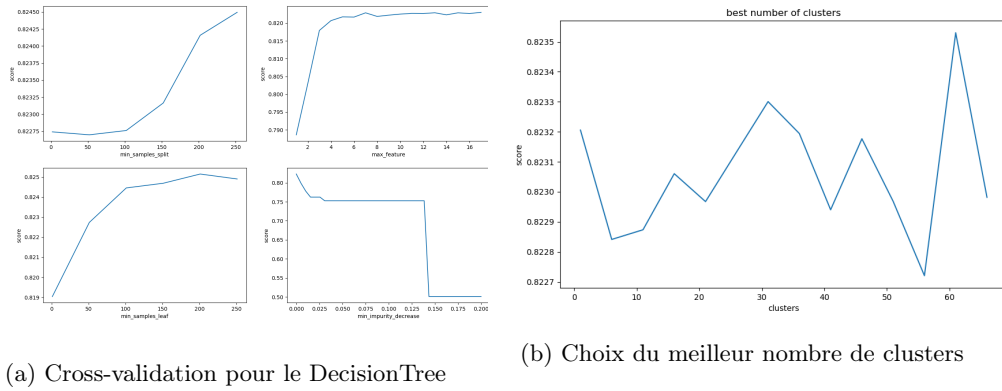 0.82450
0.82425
0.82400
0.82375
0.82350
0.82325
0.82300
0.82275
score
0 50 100 150 200 250
min_samples_split
0.820
0.815
0.810
0.805
0.800
0.795
0.790
score
2 4 6 8 10 12 14 16
max_feature
0.825
0.824
0.823
0.822
0.821
0.820
0.819
score
0 50 100 150 200 250
min_samples_leaf
0.80
0.75
0.70
0.65
0.60
0.55
0.50
score
0.000 0.025 0.050 0.075 0.100 0.125 0.150 0.175 0.200
min_impurity_decrease
(a) Cross-validation pour le DecisionTree
best number of clusters
0.8235
0.8234
0.8233
0.8232
0.8231
0.8230
0.8229
0.8228
0.8227
score
0 10 20 30 40 50 60
clusters
(b) Choix du meilleur nombre de clusters